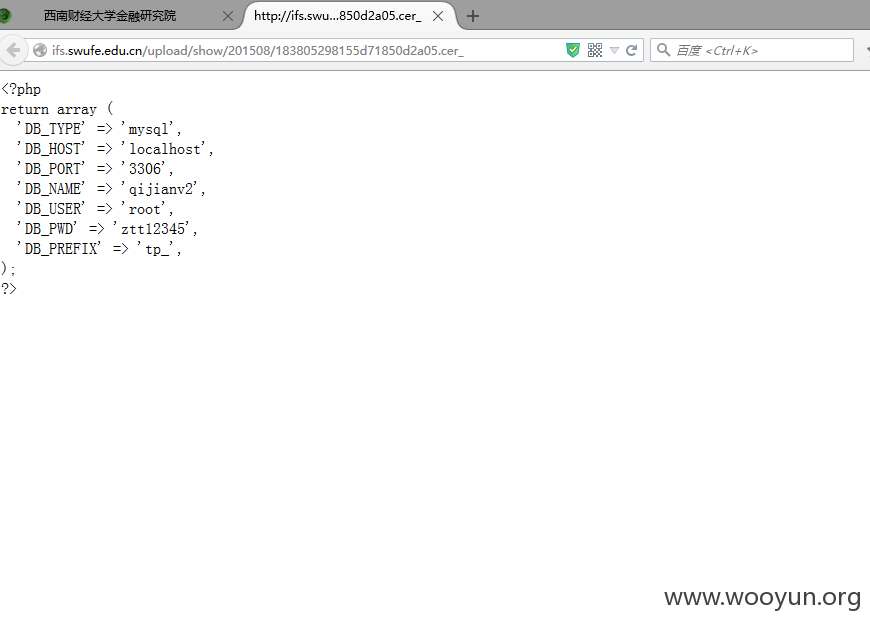 西南财经大学金融研究院
http://ifs.swu...850d2a05.cer_
ifs.swufe.edu.cn/upload/show/201508/183805298155d71850d2a05.cer_
百度 <Ctrl+K>
<?php
return array (
'DB_TYPE' => 'mysql',
'DB_HOST' => 'localhost',
'DB_PORT' => '3306',
'DB_NAME' => 'qijianv2',
'DB_USER' => 'root',
'DB_PWD' => 'ztt12345',
'DB_PREFIX' => 'tp_',
);
?>
www.wooyun.org